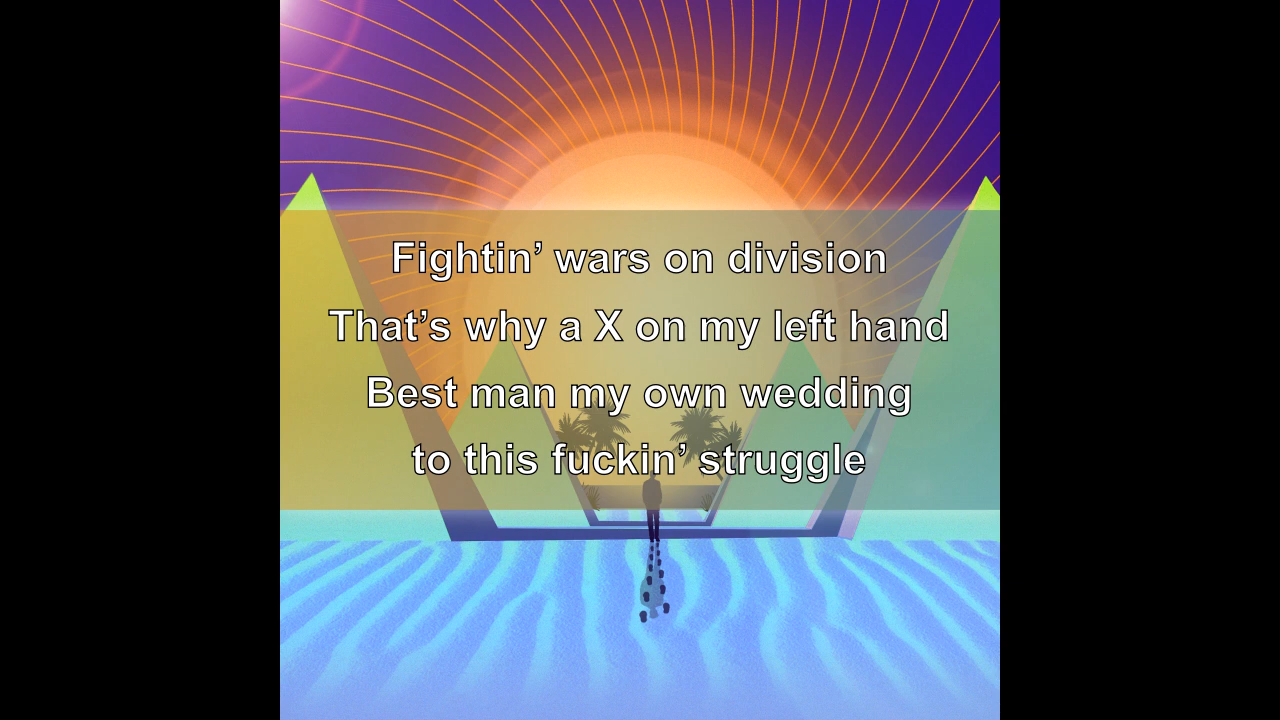 Fightin’ wars on division
That’s why a X on my left hand
Best man my own wedding
to this fuckin’ struggle